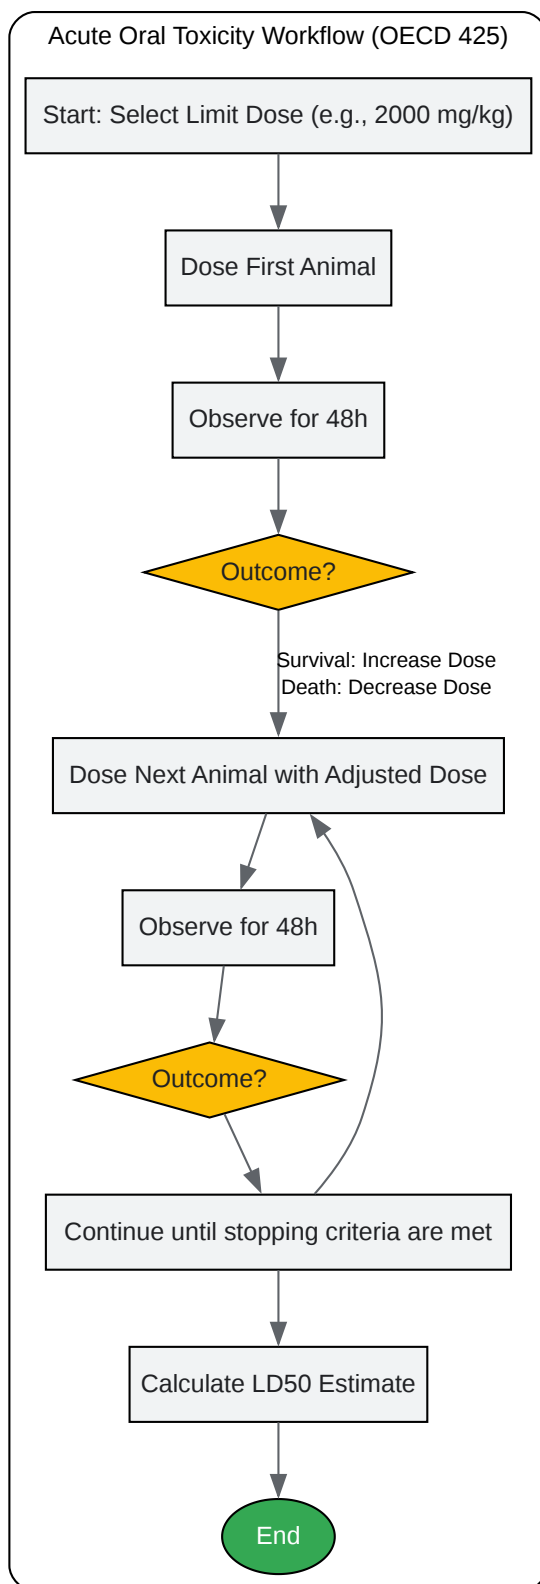 Acute Oral Toxicity Workflow (OECD 425)
Start: Select Limit Dose (e.g., 2000 mg/kg)
Dose First Animal
Observe for 48h
Outcome?
Survival: Increase Dose
Death: Decrease Dose
Dose Next Animal with Adjusted Dose
Observe for 48h
Outcome?
Continue until stopping criteria are met
Calculate LD50 Estimate
End